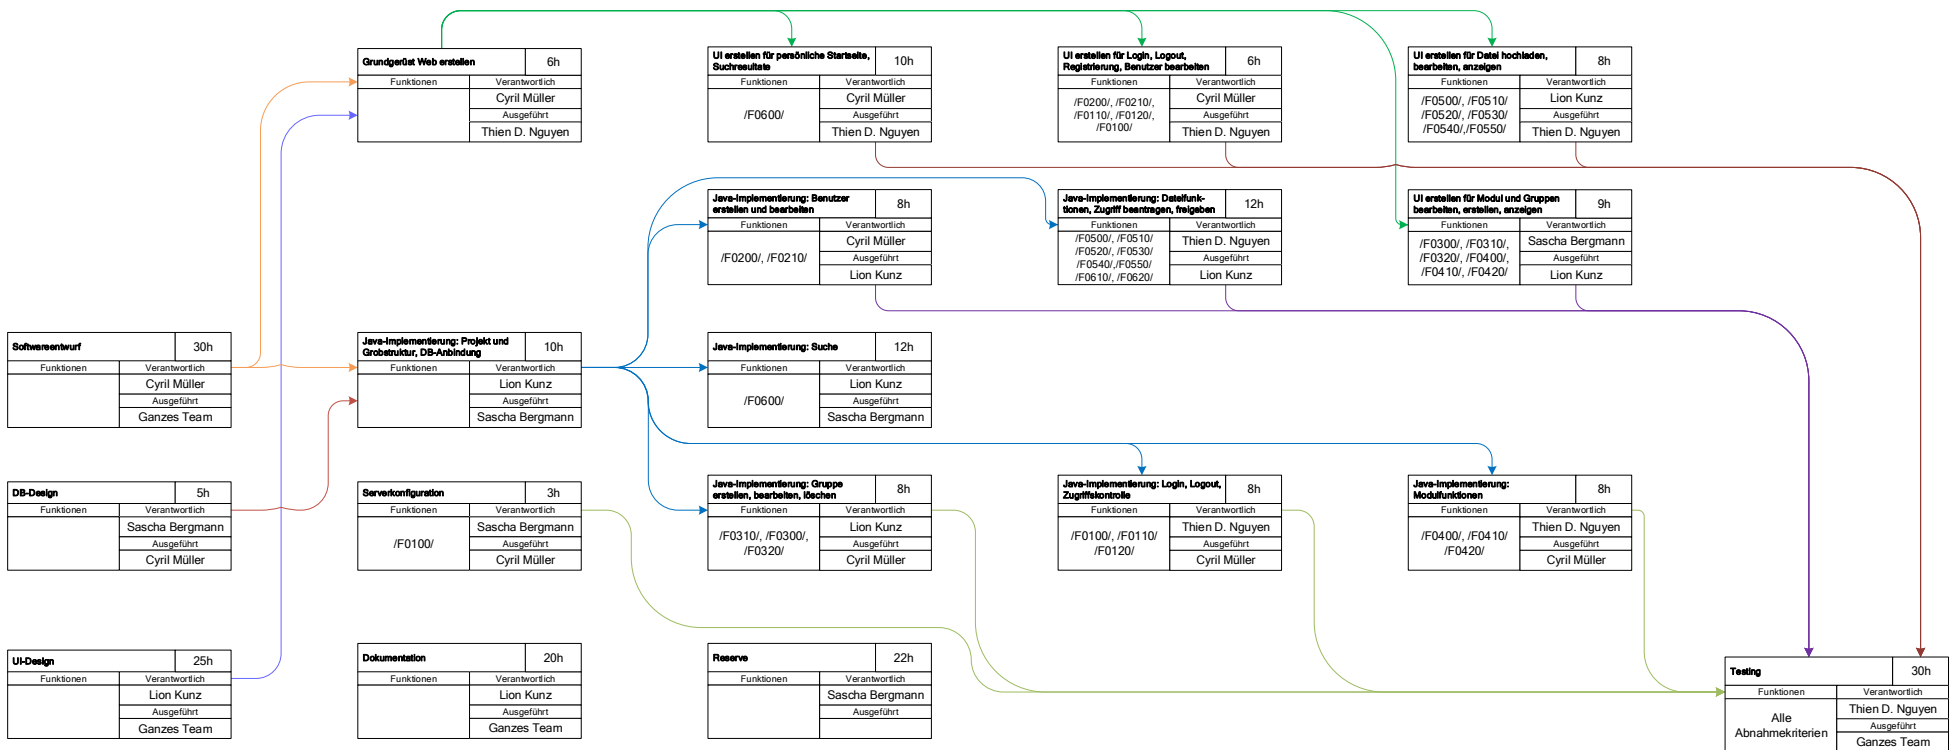 Grundgerüst Web erstellen
6h
Funktionen
Verantwortlich
Cyril Müller
Ausgeführt
Thien D. Nguyen
UI erstellen für persönliche Startseite,
Suchresultate
10h
Funktionen
Verantwortlich
/F0600/
Cyril Müller
Ausgeführt
Thien D. Nguyen
UI erstellen für Login, Logout,
Registrierung, Benutzer bearbeiten
6h
Funktionen
Verantwortlich
/F0200/, /F0210/,
/F0110/, /F0120/,
/F0100/
Cyril Müller
Ausgeführt
Thien D. Nguyen
UI erstellen für Datei hochladen,
bearbeiten, anzeigen
8h
Funktionen
Verantwortlich
/F0500/, /F0510/
/F0520/, /F0530/
/F0540/,/F0550/
Lion Kunz
Ausgeführt
Thien D. Nguyen
Java-Implementierung: Benutzer
erstellen und bearbeiten
8h
Funktionen
Verantwortlich
/F0200/, /F0210/
Cyril Müller
Ausgeführt
Lion Kunz
Java-Implementierung: Dateifunk-
tionen, Zugriff beantragen, freigeben
12h
Funktionen
Verantwortlich
/F0500/, /F0510/
/F0520/, /F0530/
/F0540/,/F0550/
/F0610/, /F0620/
Thien D. Nguyen
Ausgeführt
Lion Kunz
UI erstellen für Modul und Gruppen
bearbeiten, erstellen, anzeigen
9h
Funktionen
Verantwortlich
/F0300/, /F0310/,
/F0320/, /F0400/,
/F0410/, /F0420/
Sascha Bergmann
Ausgeführt
Lion Kunz
Softwareentwurf
30h
Funktionen
Verantwortlich
Cyril Müller
Ausgeführt
Ganzes Team
Java-Implementierung: Projekt und
Grobstruktur, DB-Anbindung
10h
Funktionen
Verantwortlich
Lion Kunz
Ausgeführt
Sascha Bergmann
Java-Implementierung: Suche
12h
Funktionen
Verantwortlich
/F0600/
Lion Kunz
Ausgeführt
Sascha Bergmann
DB-Design
5h
Funktionen
Verantwortlich
Sascha Bergmann
Ausgeführt
Cyril Müller
Serverkonfiguration
3h
Funktionen
Verantwortlich
/F0100/
Sascha Bergmann
Ausgeführt
Cyril Müller
Java-Implementierung: Gruppe
erstellen, bearbeiten, löschen
8h
Funktionen
Verantwortlich
/F0310/, /F0300/,
/F0320/
Lion Kunz
Ausgeführt
Cyril Müller
Java-Implementierung: Login, Logout,
Zugriffskontrolle
8h
Funktionen
Verantwortlich
/F0100/, /F0110/
/F0120/
Thien D. Nguyen
Ausgeführt
Cyril Müller
Java-Implementierung:
Modulfunktionen
8h
Funktionen
Verantwortlich
/F0400/, /F0410/
/F0420/
Thien D. Nguyen
Ausgeführt
Cyril Müller
UI-Design
25h
Funktionen
Verantwortlich
Lion Kunz
Ausgeführt
Ganzes Team
Dokumentation
20h
Funktionen
Verantwortlich
Lion Kunz
Ausgeführt
Ganzes Team
Reserve
22h
Funktionen
Verantwortlich
Sascha Bergmann
Ausgeführt
Testing
30h
Funktionen
Verantwortlich
Alle
Abnahmekriterien
Thien D. Nguyen
Ausgeführt
Ganzes Team